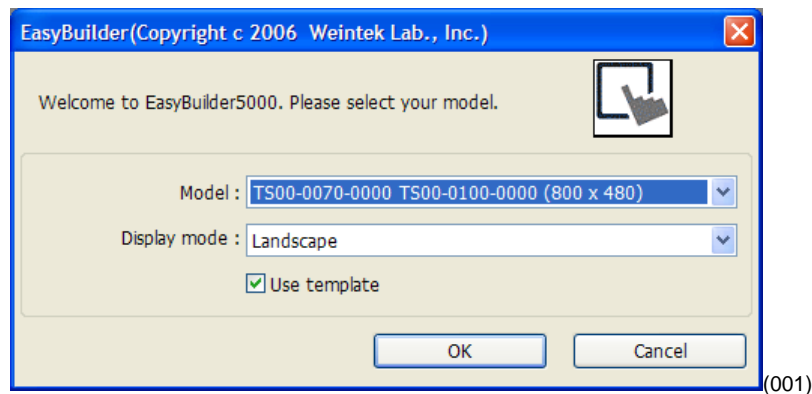 EasyBuilder(Copyright c 2006 Weintek Lab., Inc.)
Welcome to EasyBuilder5000. Please select your model.
Model : TS00-0070-0000 TS00-0100-0000 (800 x 480)
Display mode : Landscape
Use template
OK Cancel
(001)